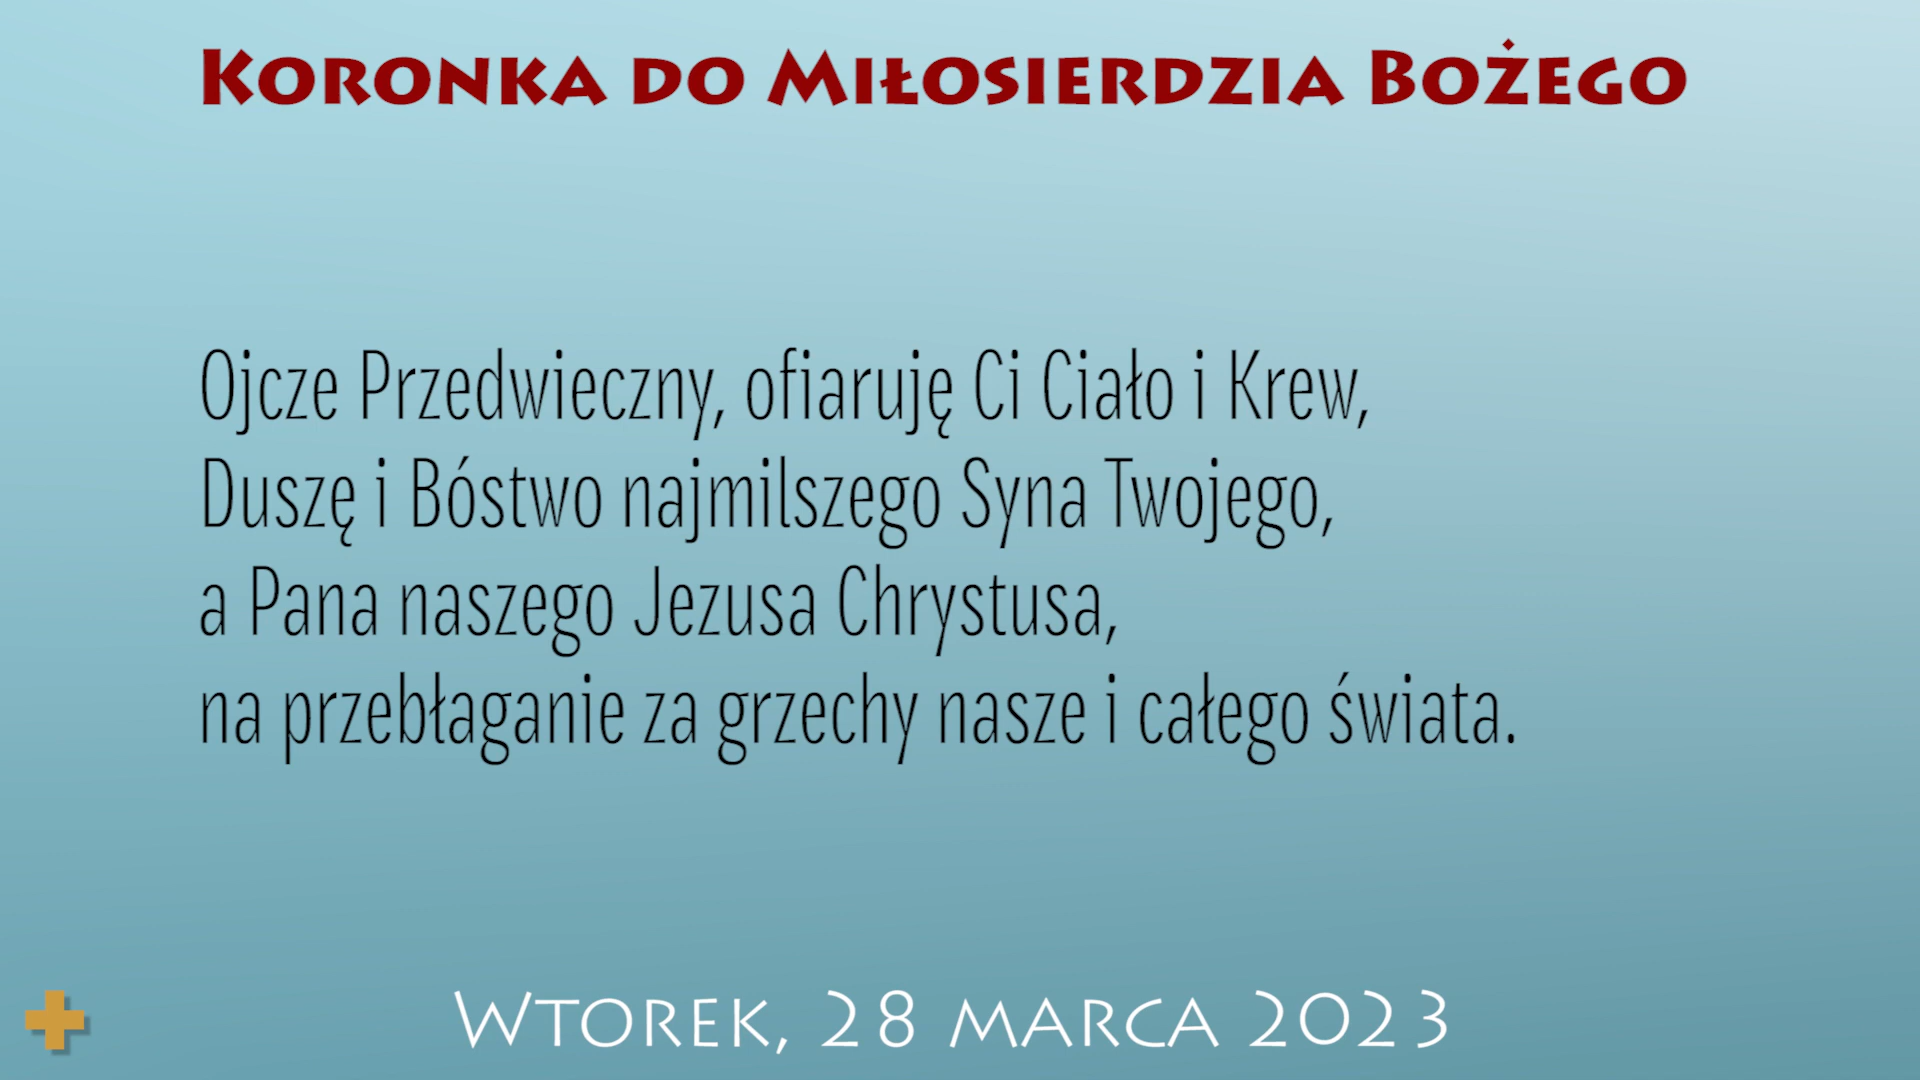 Koronka do Miłosierdzia Bożego
Ojcze Przedwieczny, ofiaruję Ci Ciało i Krew,
Duszę i Bóstwo najmilszego Syna Twojego,
a Pana naszego Jezusa Chrystusa,
na przebłaganie za grzechy nasze i całego świata.
Wtorek, 28 marca 2023